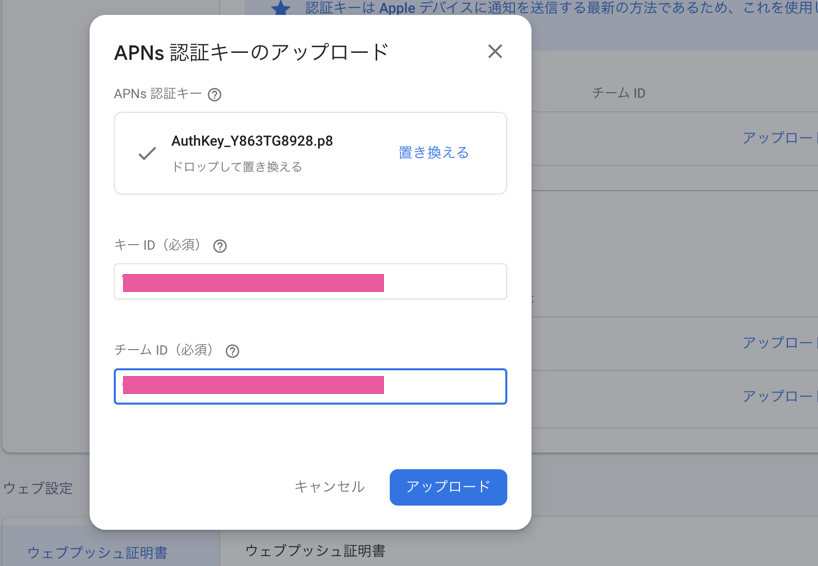 認証キーは Apple デバイスに通知を送信する最新の方法であるため、これを使用し
APNs 認証キーのアップロード
APNs 認証キー
AuthKey_Y863TG8928.p8
ドロップして置き換える
置き換える
キー ID（必須）
チーム ID（必須）
キャンセル
アップロード
チーム ID
アップロード
アップロード
アップロード
ウェブ設定
ウェブプッシュ証明書
ウェブプッシュ証明書